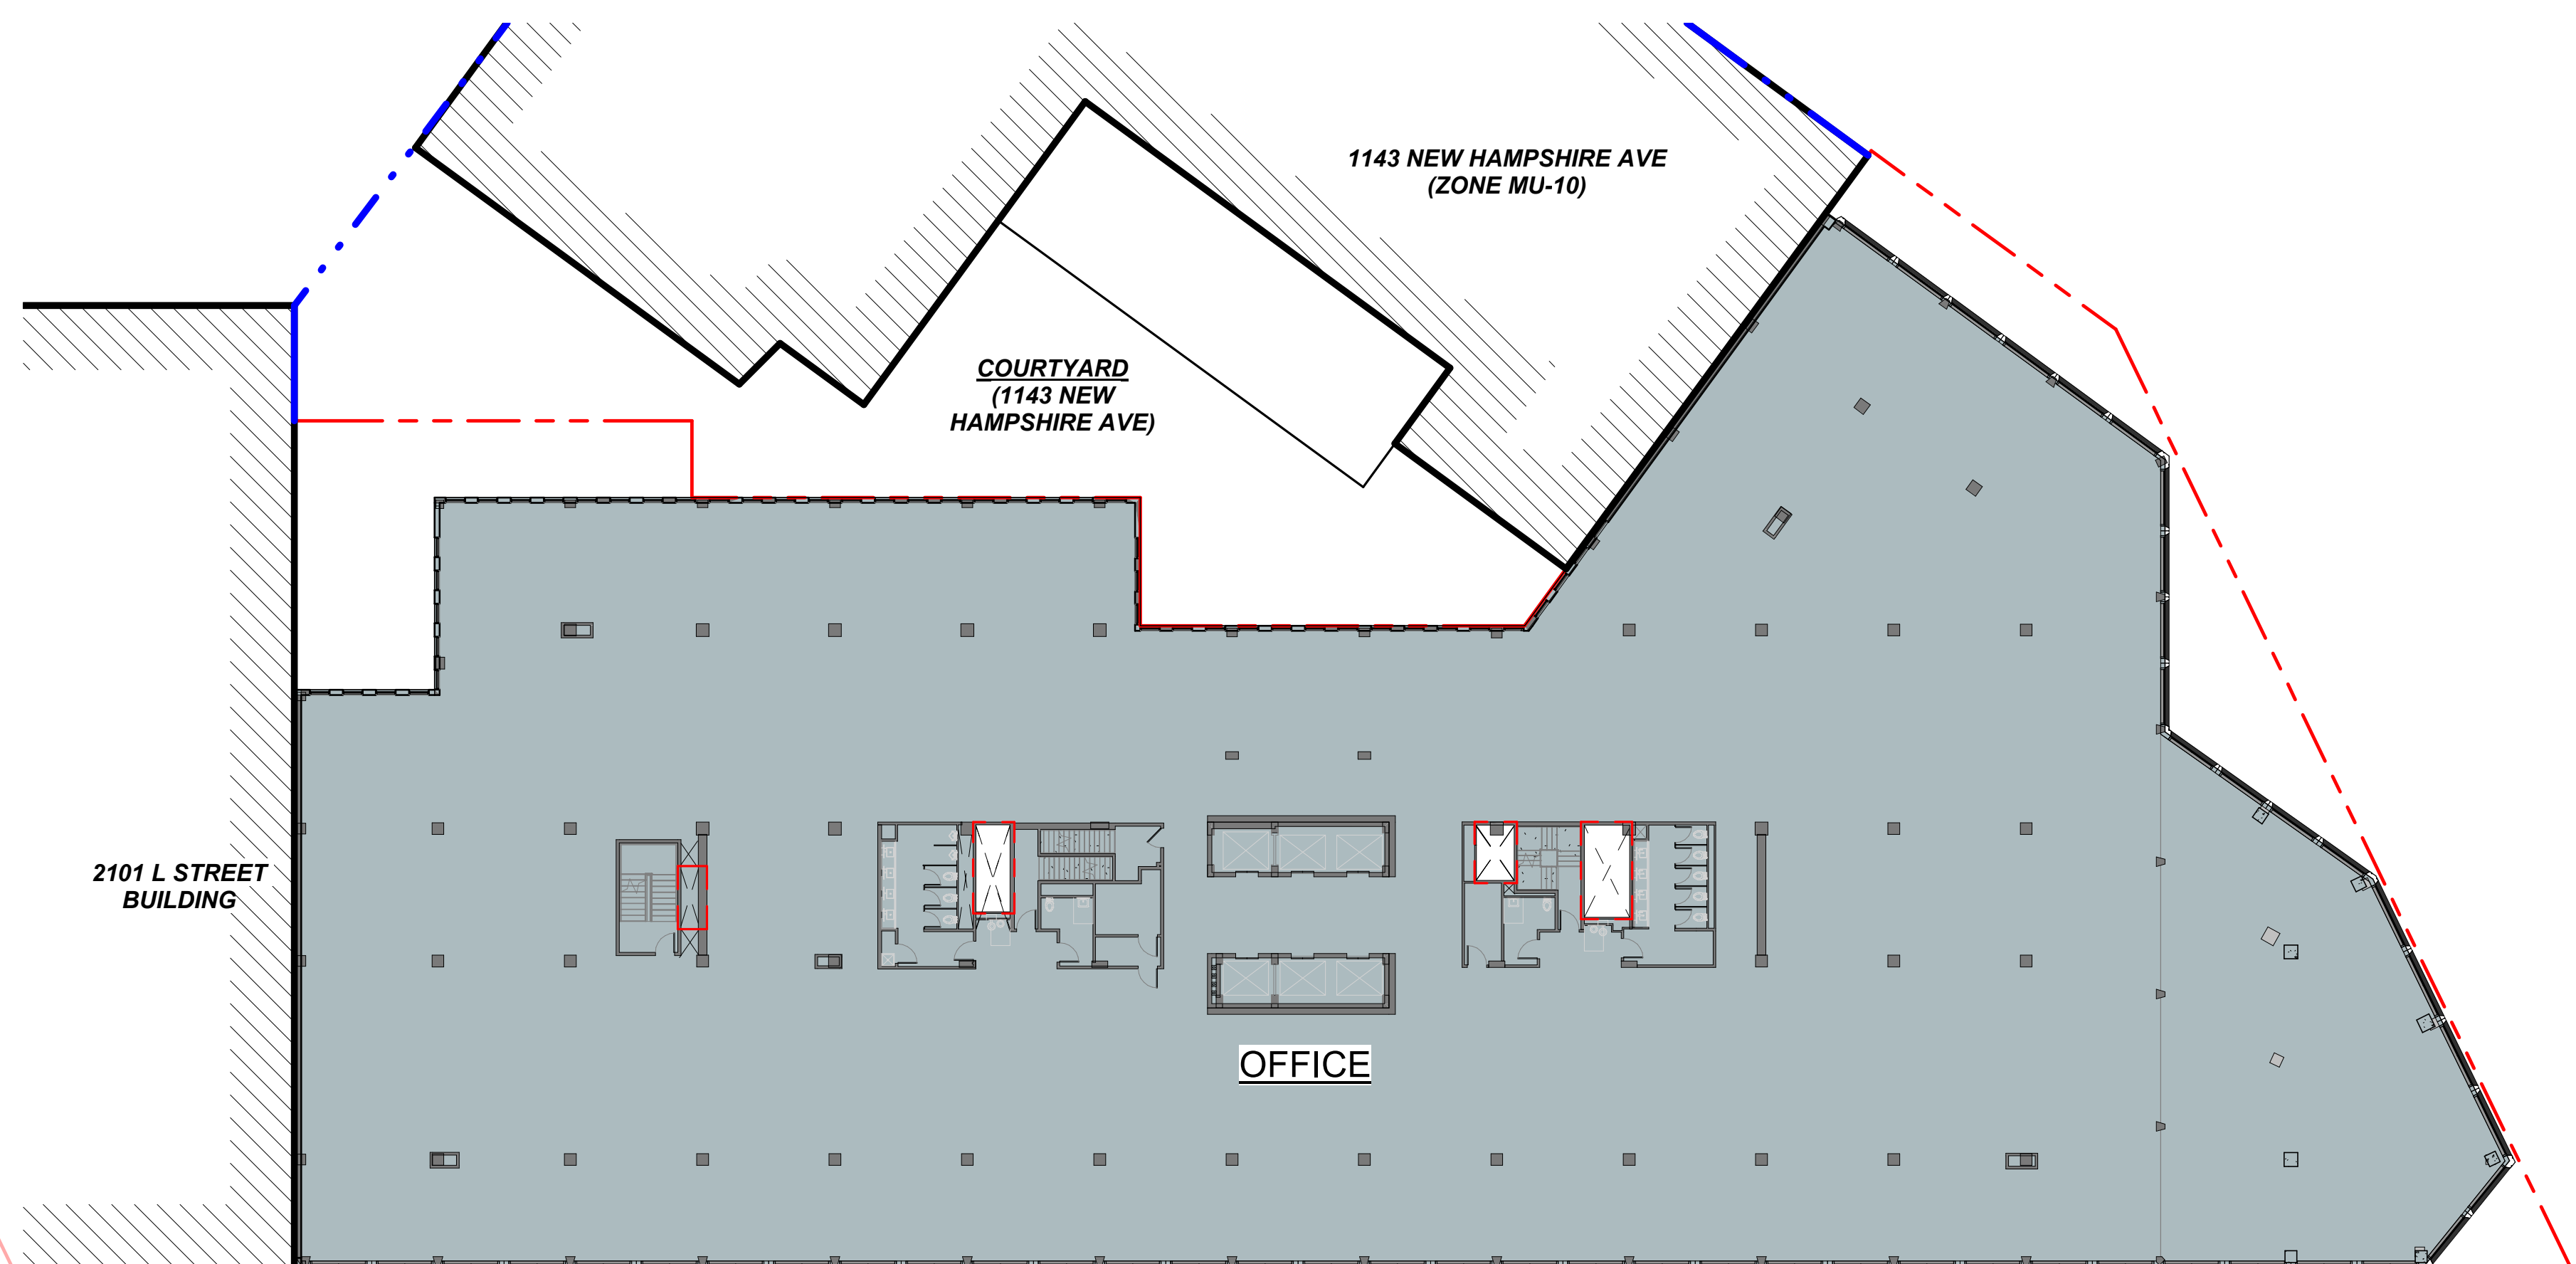 1143 NEW HAMPSHIRE AVE
(ZONE MU-10)
COURTYARD
(1143 NEW
HAMPSHIRE AVE)
2101 L STREET
BUILDING
OFFICE